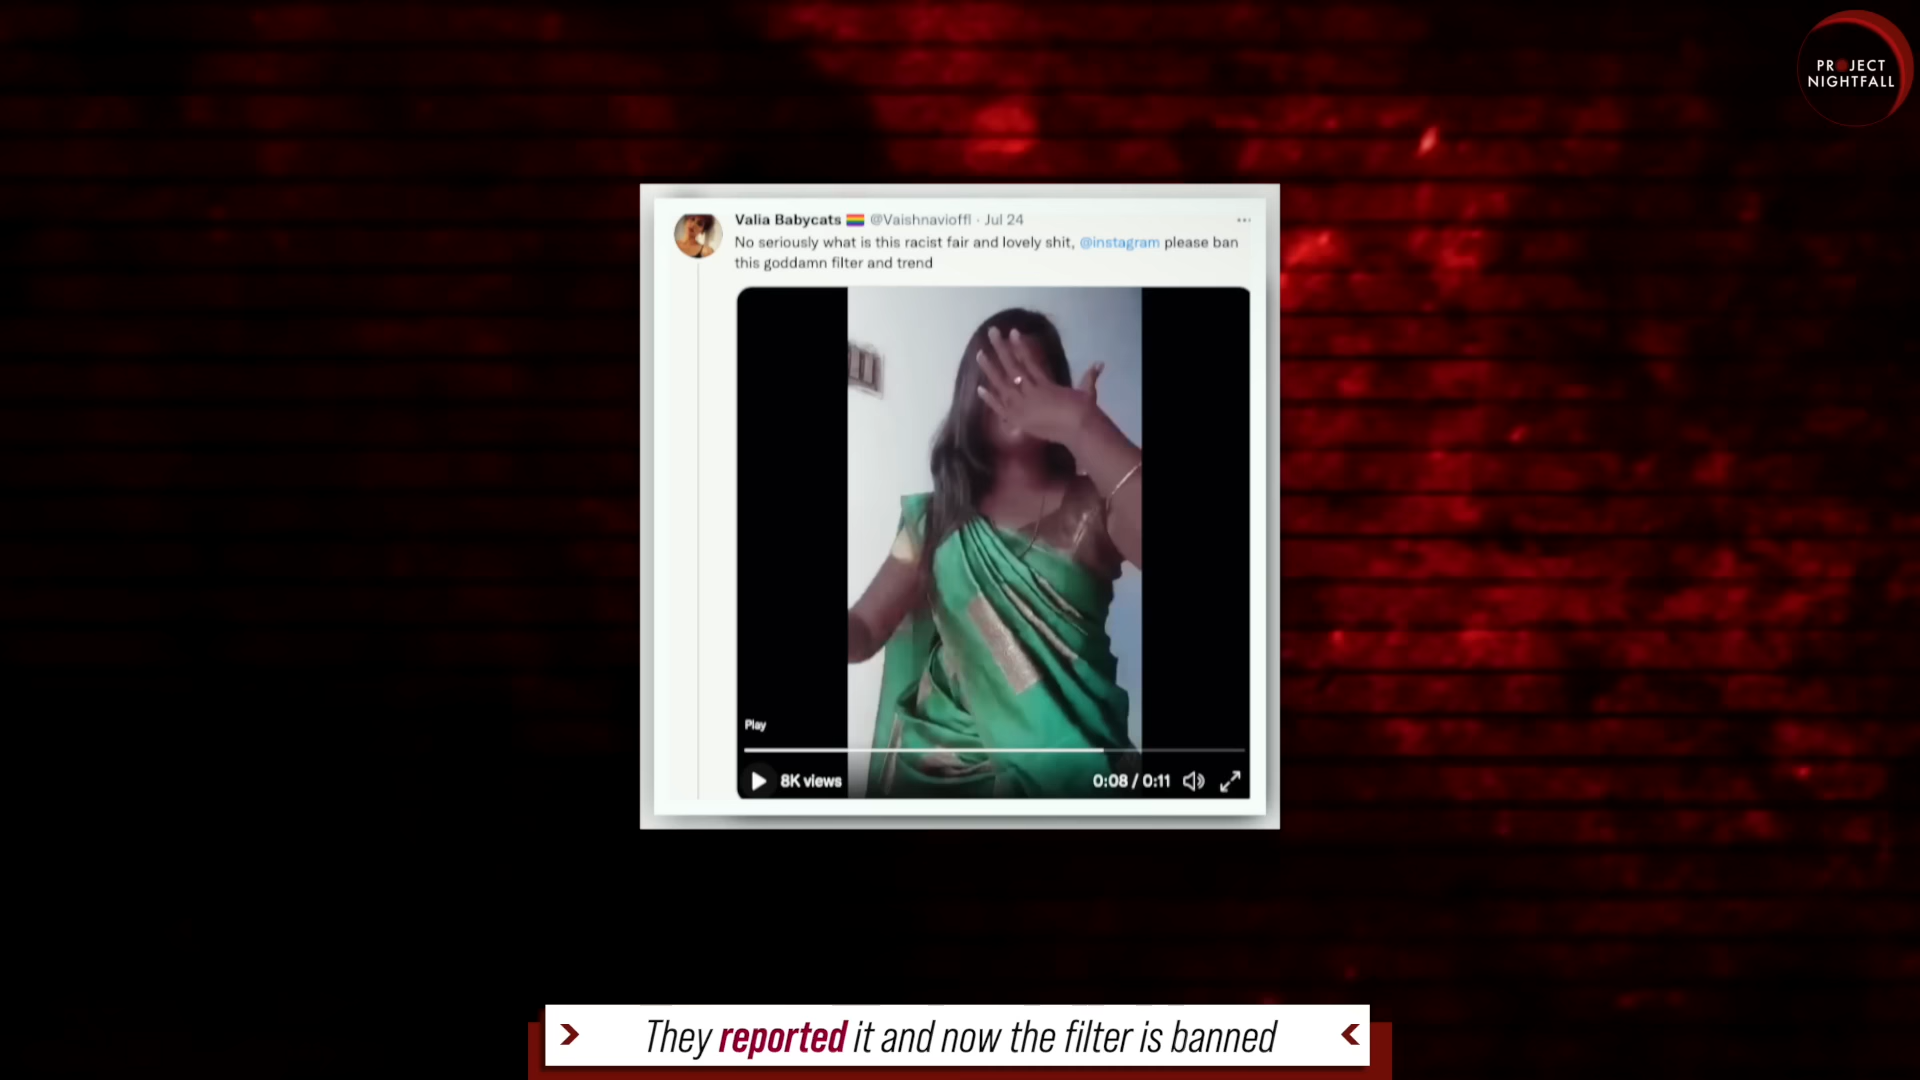 PROJECT
NIGHTFALL
Valia Babycats 🏳️‍🌈 @Vaishnavioffl · Jul 24
No seriously what is this racist fair and lovely shit, @instagram please ban
this goddamn filter and trend
Play
8K views
0:08 / 0:11
They reported it and now the filter is banned